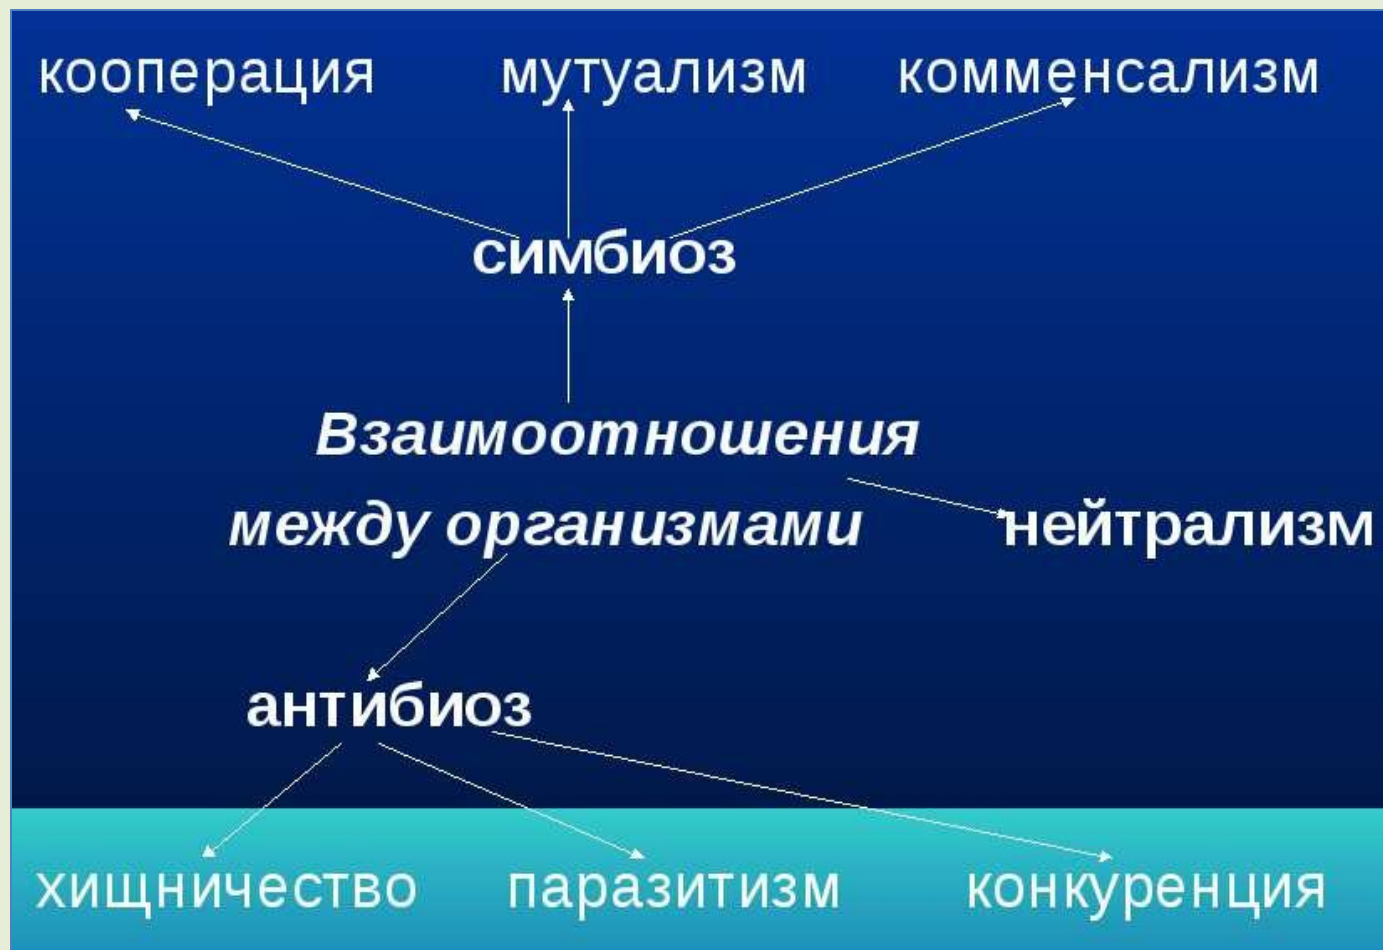 кооперация мутуализм комменсализм
симбиоз
Взаимоотношения
между организмами нейтрализм
антибиоз
хищничество паразитизм конкуренция